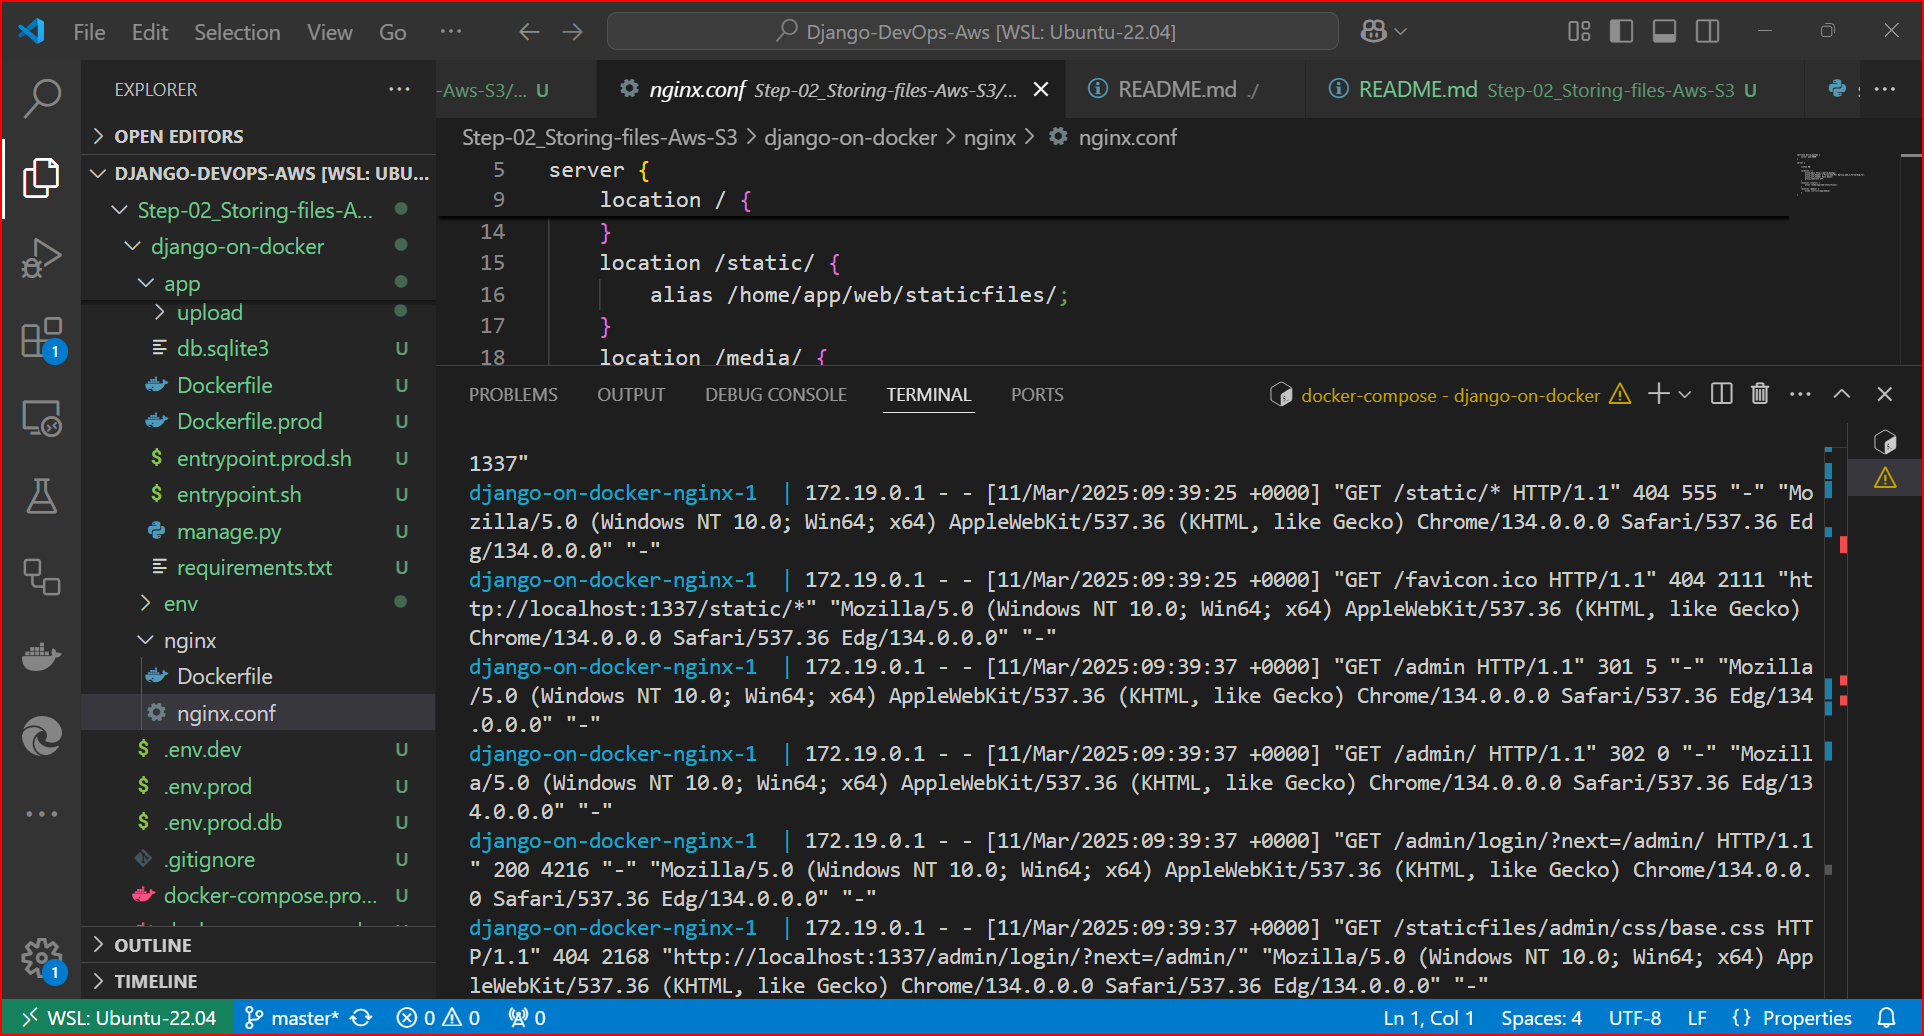 File Edit Selection View Go ··· Django-DevOps-Aws [WSL: Ubuntu-22.04]
EXPLORER ···
-Aws-S3/... U nginx.conf Step-02_Storing-files-Aws-S3/... README.md ./ README.md Step-02_Storing-files-Aws-S3 U ···
OPEN EDITORS
Step-02_Storing-files-Aws-S3 > django-on-docker > nginx > nginx.conf
DJANGO-DEVOPS-AWS [WSL: UBU...
Step-02_Storing-files-A...
django-on-docker
app
upload
db.sqlite3 U
Dockerfile U
Dockerfile.prod U
entrypoint.prod.sh U
entrypoint.sh U
manage.py U
requirements.txt U
env
nginx
Dockerfile
nginx.conf
.env.dev U
.env.prod U
.env.prod.db U
.gitignore U
docker-compose.pro... U
OUTLINE
TIMELINE
1
1
5 server {
9 location / {
14 }
15 location /static/ {
16 alias /home/app/web/staticfiles/;
17 }
18 location /media/ {
PROBLEMS OUTPUT DEBUG CONSOLE TERMINAL PORTS docker-compose - django-on-docker ···
1337"
django-on-docker-nginx-1 | 172.19.0.1 - - [11/Mar/2025:09:39:25 +0000] "GET /static/* HTTP/1.1" 404 555 "-" "Mo
zilla/5.0 (Windows NT 10.0; Win64; x64) AppleWebKit/537.36 (KHTML, like Gecko) Chrome/134.0.0.0 Safari/537.36 Ed
g/134.0.0.0" "-"
django-on-docker-nginx-1 | 172.19.0.1 - - [11/Mar/2025:09:39:25 +0000] "GET /favicon.ico HTTP/1.1" 404 2111 "ht
tp://localhost:1337/static/*" "Mozilla/5.0 (Windows NT 10.0; Win64; x64) AppleWebKit/537.36 (KHTML, like Gecko)
Chrome/134.0.0.0 Safari/537.36 Edg/134.0.0.0" "-"
django-on-docker-nginx-1 | 172.19.0.1 - - [11/Mar/2025:09:39:37 +0000] "GET /admin HTTP/1.1" 301 5 "-" "Mozilla
/5.0 (Windows NT 10.0; Win64; x64) AppleWebKit/537.36 (KHTML, like Gecko) Chrome/134.0.0.0 Safari/537.36 Edg/134
.0.0.0" "-"
django-on-docker-nginx-1 | 172.19.0.1 - - [11/Mar/2025:09:39:37 +0000] "GET /admin/ HTTP/1.1" 302 0 "-" "Mozill
a/5.0 (Windows NT 10.0; Win64; x64) AppleWebKit/537.36 (KHTML, like Gecko) Chrome/134.0.0.0 Safari/537.36 Edg/13
4.0.0.0" "-"
django-on-docker-nginx-1 | 172.19.0.1 - - [11/Mar/2025:09:39:37 +0000] "GET /admin/login/?next=/admin/ HTTP/1.1
" 200 4216 "-" "Mozilla/5.0 (Windows NT 10.0; Win64; x64) AppleWebKit/537.36 (KHTML, like Gecko) Chrome/134.0.0.
0 Safari/537.36 Edg/134.0.0.0" "-"
django-on-docker-nginx-1 | 172.19.0.1 - - [11/Mar/2025:09:39:37 +0000] "GET /staticfiles/admin/css/base.css HTT
P/1.1" 404 2168 "http://localhost:1337/admin/login/?next=/admin/" "Mozilla/5.0 (Windows NT 10.0; Win64; x64) App
leWebKit/537.36 (KHTML, like Gecko) Chrome/134.0.0.0 Safari/537.36 Edg/134.0.0.0" "-"
WSL: Ubuntu-22.04 master* 0 0 0 Ln 1, Col 1 Spaces: 4 UTF-8 LF {} Properties